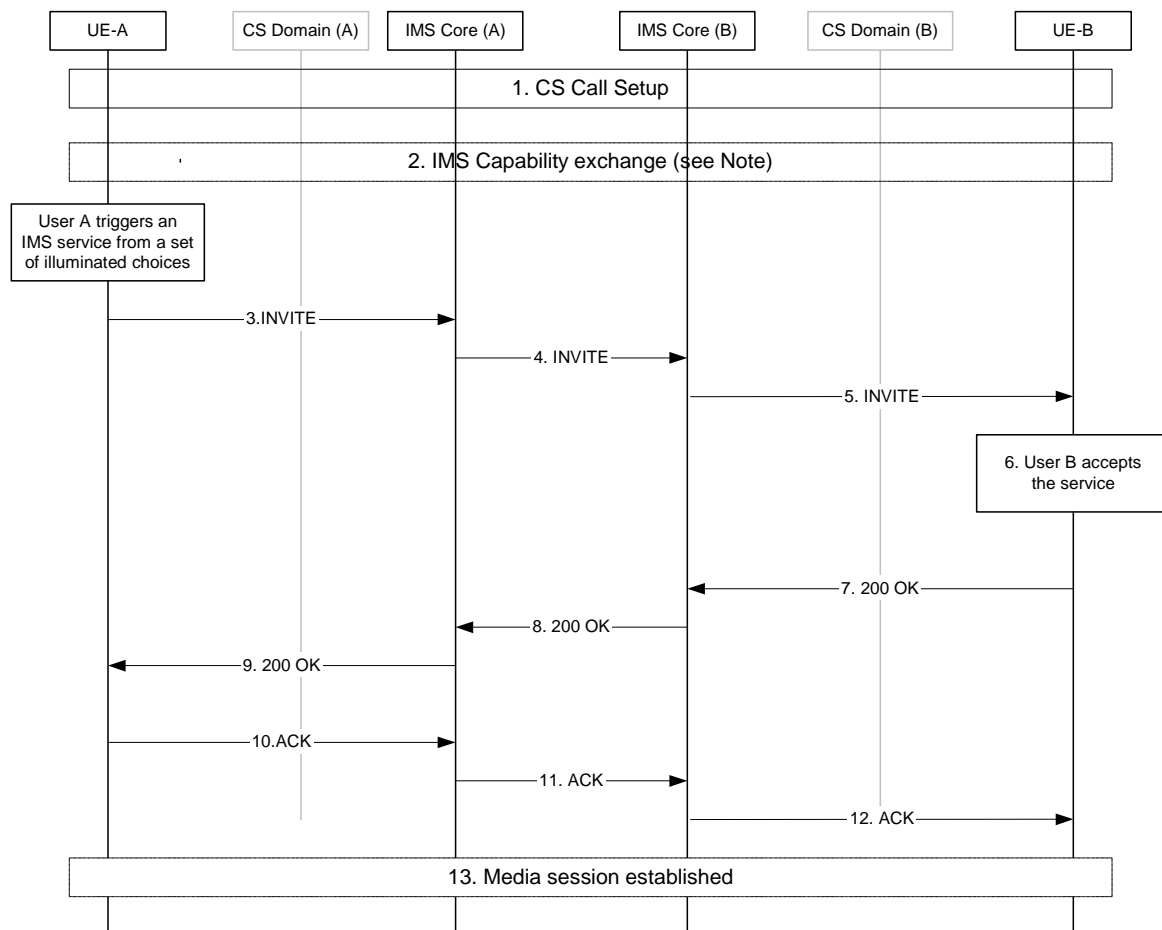 UE-A
CS Domain (A)
IMS Core (A)
IMS Core (B)
CS Domain (B)
UE-B
1. CS Call Setup
2. IMS Capability exchange (see Note)
User A triggers an
IMS service from a set
of illuminated choices
3.INVITE
4. INVITE
5. INVITE
6. User B accepts
the service
7. 200 OK
8. 200 OK
9. 200 OK
10.ACK
11. ACK
12. ACK
13. Media session established